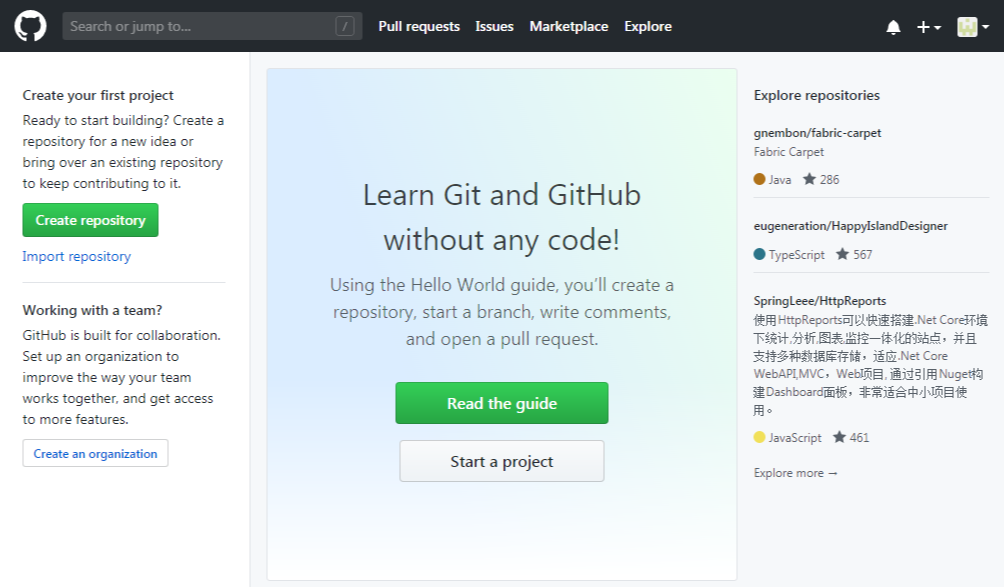 Search or jump to...
/
Pull requests
Issues
Marketplace
Explore
Create your first project
Ready to start building? Create a
repository for a new idea or
bring over an existing repository
to keep contributing to it.
Create repository
Import repository
Working with a team?
GitHub is built for collaboration.
Set up an organization to
improve the way your team
works together, and get access
to more features.
Create an organization
Learn Git and GitHub
without any code!
Using the Hello World guide, you’ll create a
repository, start a branch, write comments,
and open a pull request.
Read the guide
Start a project
Explore repositories
gnembon/fabric-carpet
Fabric Carpet
Java 286
eugeneration/HappyIslandDesigner
TypeScript 567
SpringLeee/HttpReports
使用HttpReports可以快速搭建.Net Core环境
下统计,分析,图表,监控一体化的站点，并且
支持多种数据库存储，适应.Net Core
WebAPI,MVC，Web项目, 通过引用Nuget构
建Dashboard面板，非常适合中小项目使
用。
JavaScript 461
Explore more →